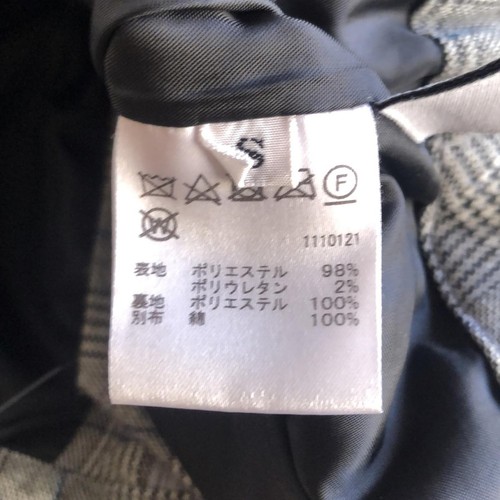 S
F
W
1110121
表地 ポリエステル 98%
ポリウレタン 2%
裏地 ポリエステル 100%
別布 綿 100%